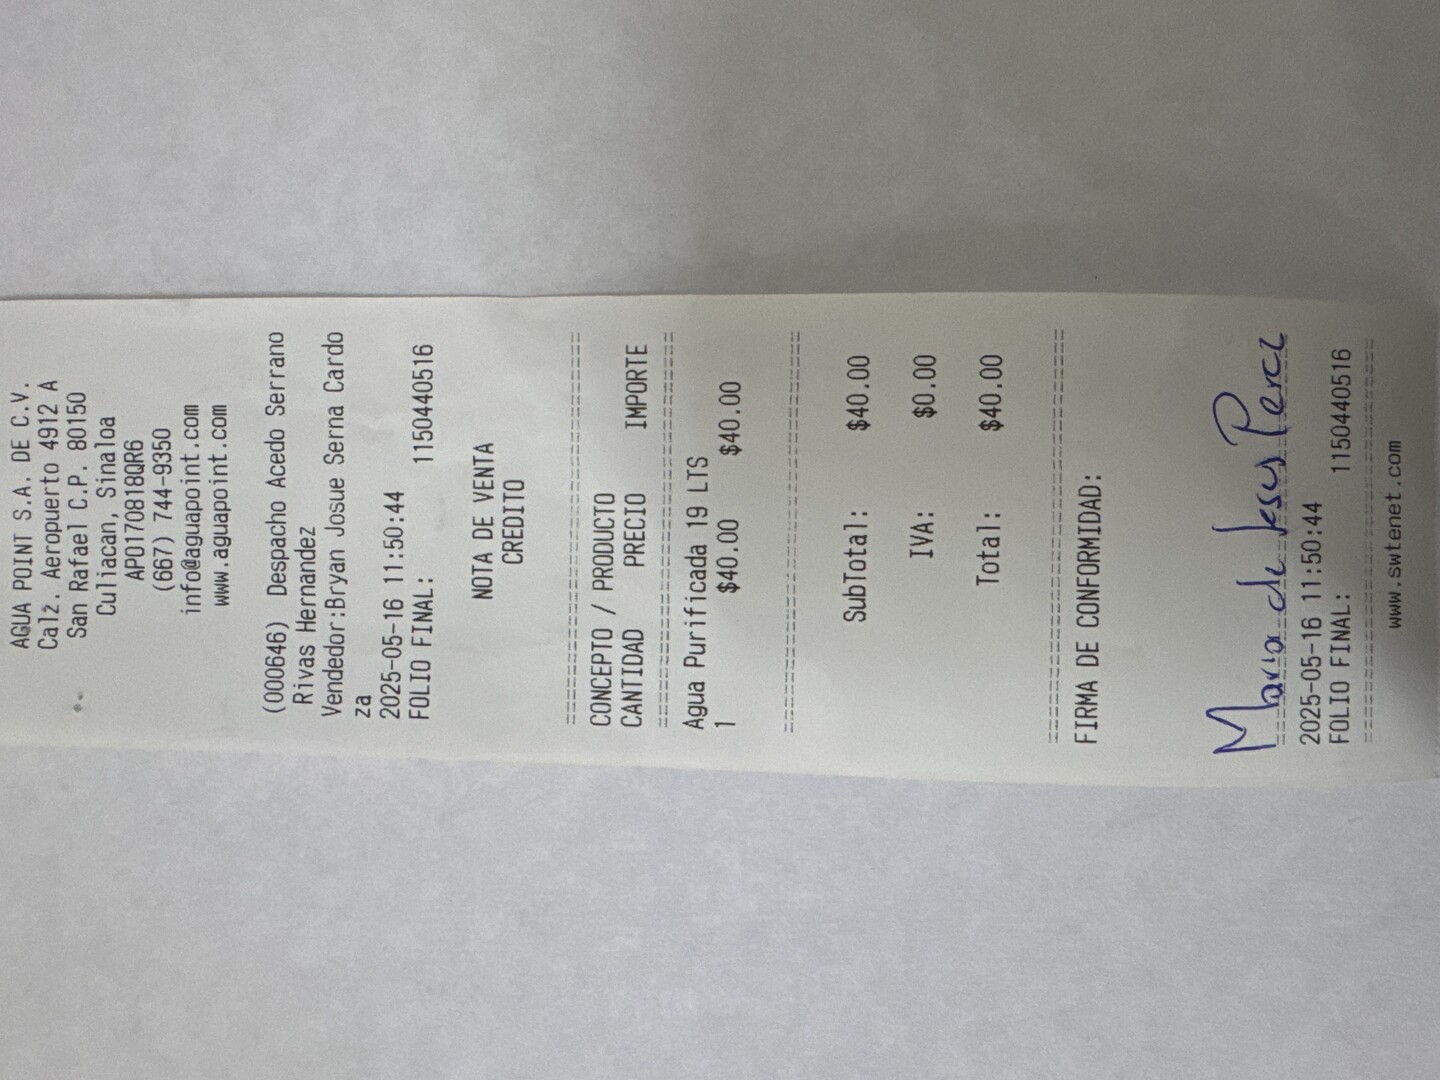 AGUA POINT S.A. DE C.V.
Calz. Aeropuerto 4912 A
San Rafael C.P. 80150
Culiacan, Sinaloa
APO170818QR6
(667) 744-9350
info@aguapoint.com
www.aguapoint.com
(000646) Despacho Acedo Serrano
Rivas Hernandez
Vendedor:Bryan Josue Serna Cardo
za
2025-05-16 11:50:44
FOLIO FINAL: 1150440516
NOTA DE VENTA
CREDITO
CONCEPTO / PRODUCTO
CANTIDAD PRECIO IMPORTE
Agua Purificada 19 LTS
1 $40.00 $40.00
SubTotal: $40.00
IVA: $0.00
Total: $40.00
FIRMA DE CONFORMIDAD:
Maria de Jesus Perez
2025-05-16 11:50:44
FOLIO FINAL: 1150440516
www.swtenet.com